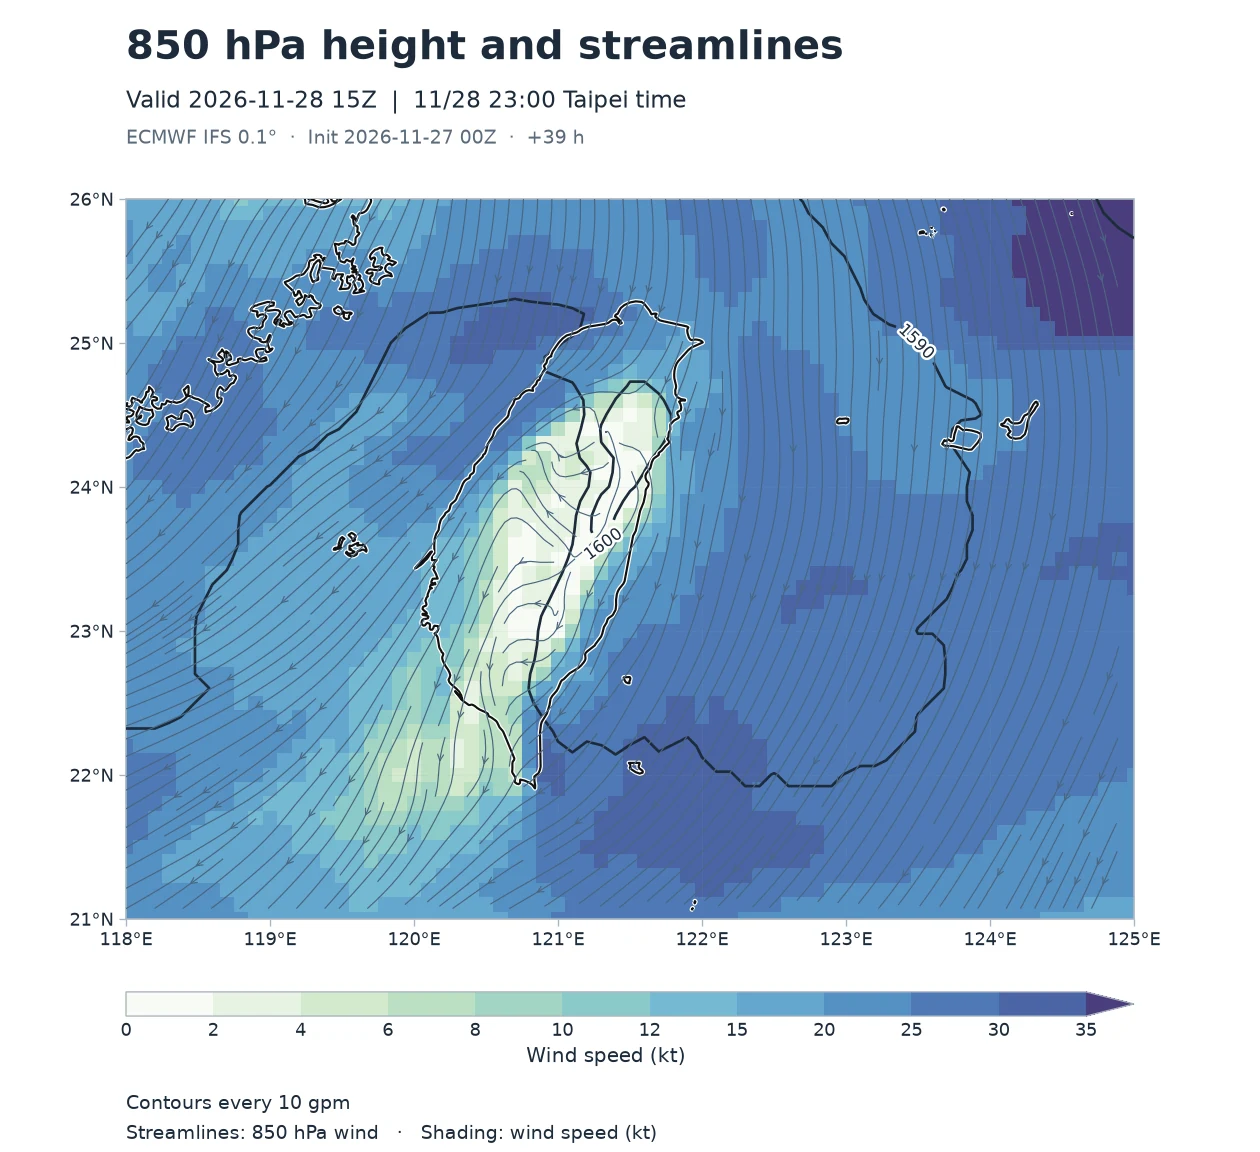 850 hPa height and streamlines
Valid 2026-11-28 15Z | 11/28 23:00 Taipei time
ECMWF IFS 0.1° · Init 2026-11-27 00Z · +39 h
26°N
25°N
24°N
23°N
22°N
21°N
1590
1600
118°E 119°E 120°E 121°E 122°E 123°E 124°E 125°E
0 2 4 6 8 10 12 15 20 25 30 35
Wind speed (kt)
Contours every 10 gpm
Streamlines: 850 hPa wind · Shading: wind speed (kt)